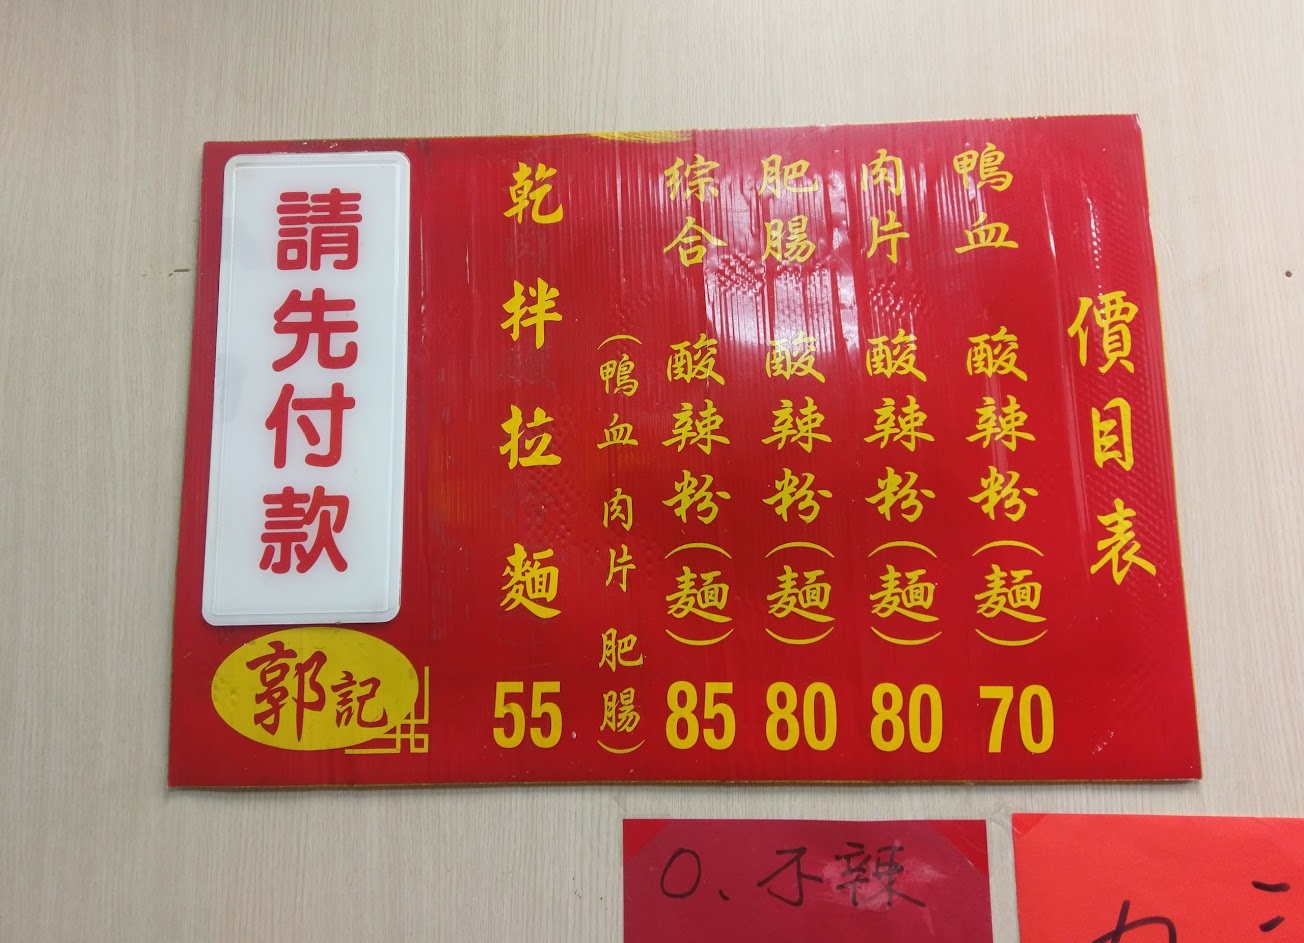 價目表
鴨血 酸辣粉(麵) 70
肉片 酸辣粉(麵) 80
肥腸 酸辣粉(麵) 80
綜合 酸辣粉(麵) 85
(鴨血 肉片 肥腸)
乾拌拉麵 55
請先付款
郭記
0、不辣